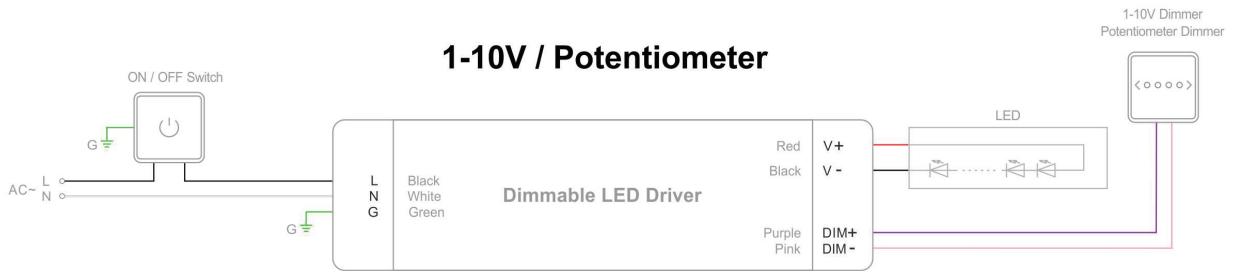 1-10V Dimmer
Potentiometer Dimmer
1-10V / Potentiometer
ON / OFF Switch
LED
G
Red V+
Black V -
L Black
AC~ L
N
N White
Dimmable LED Driver
G Green
G
Purple DIM+
Pink DIM -